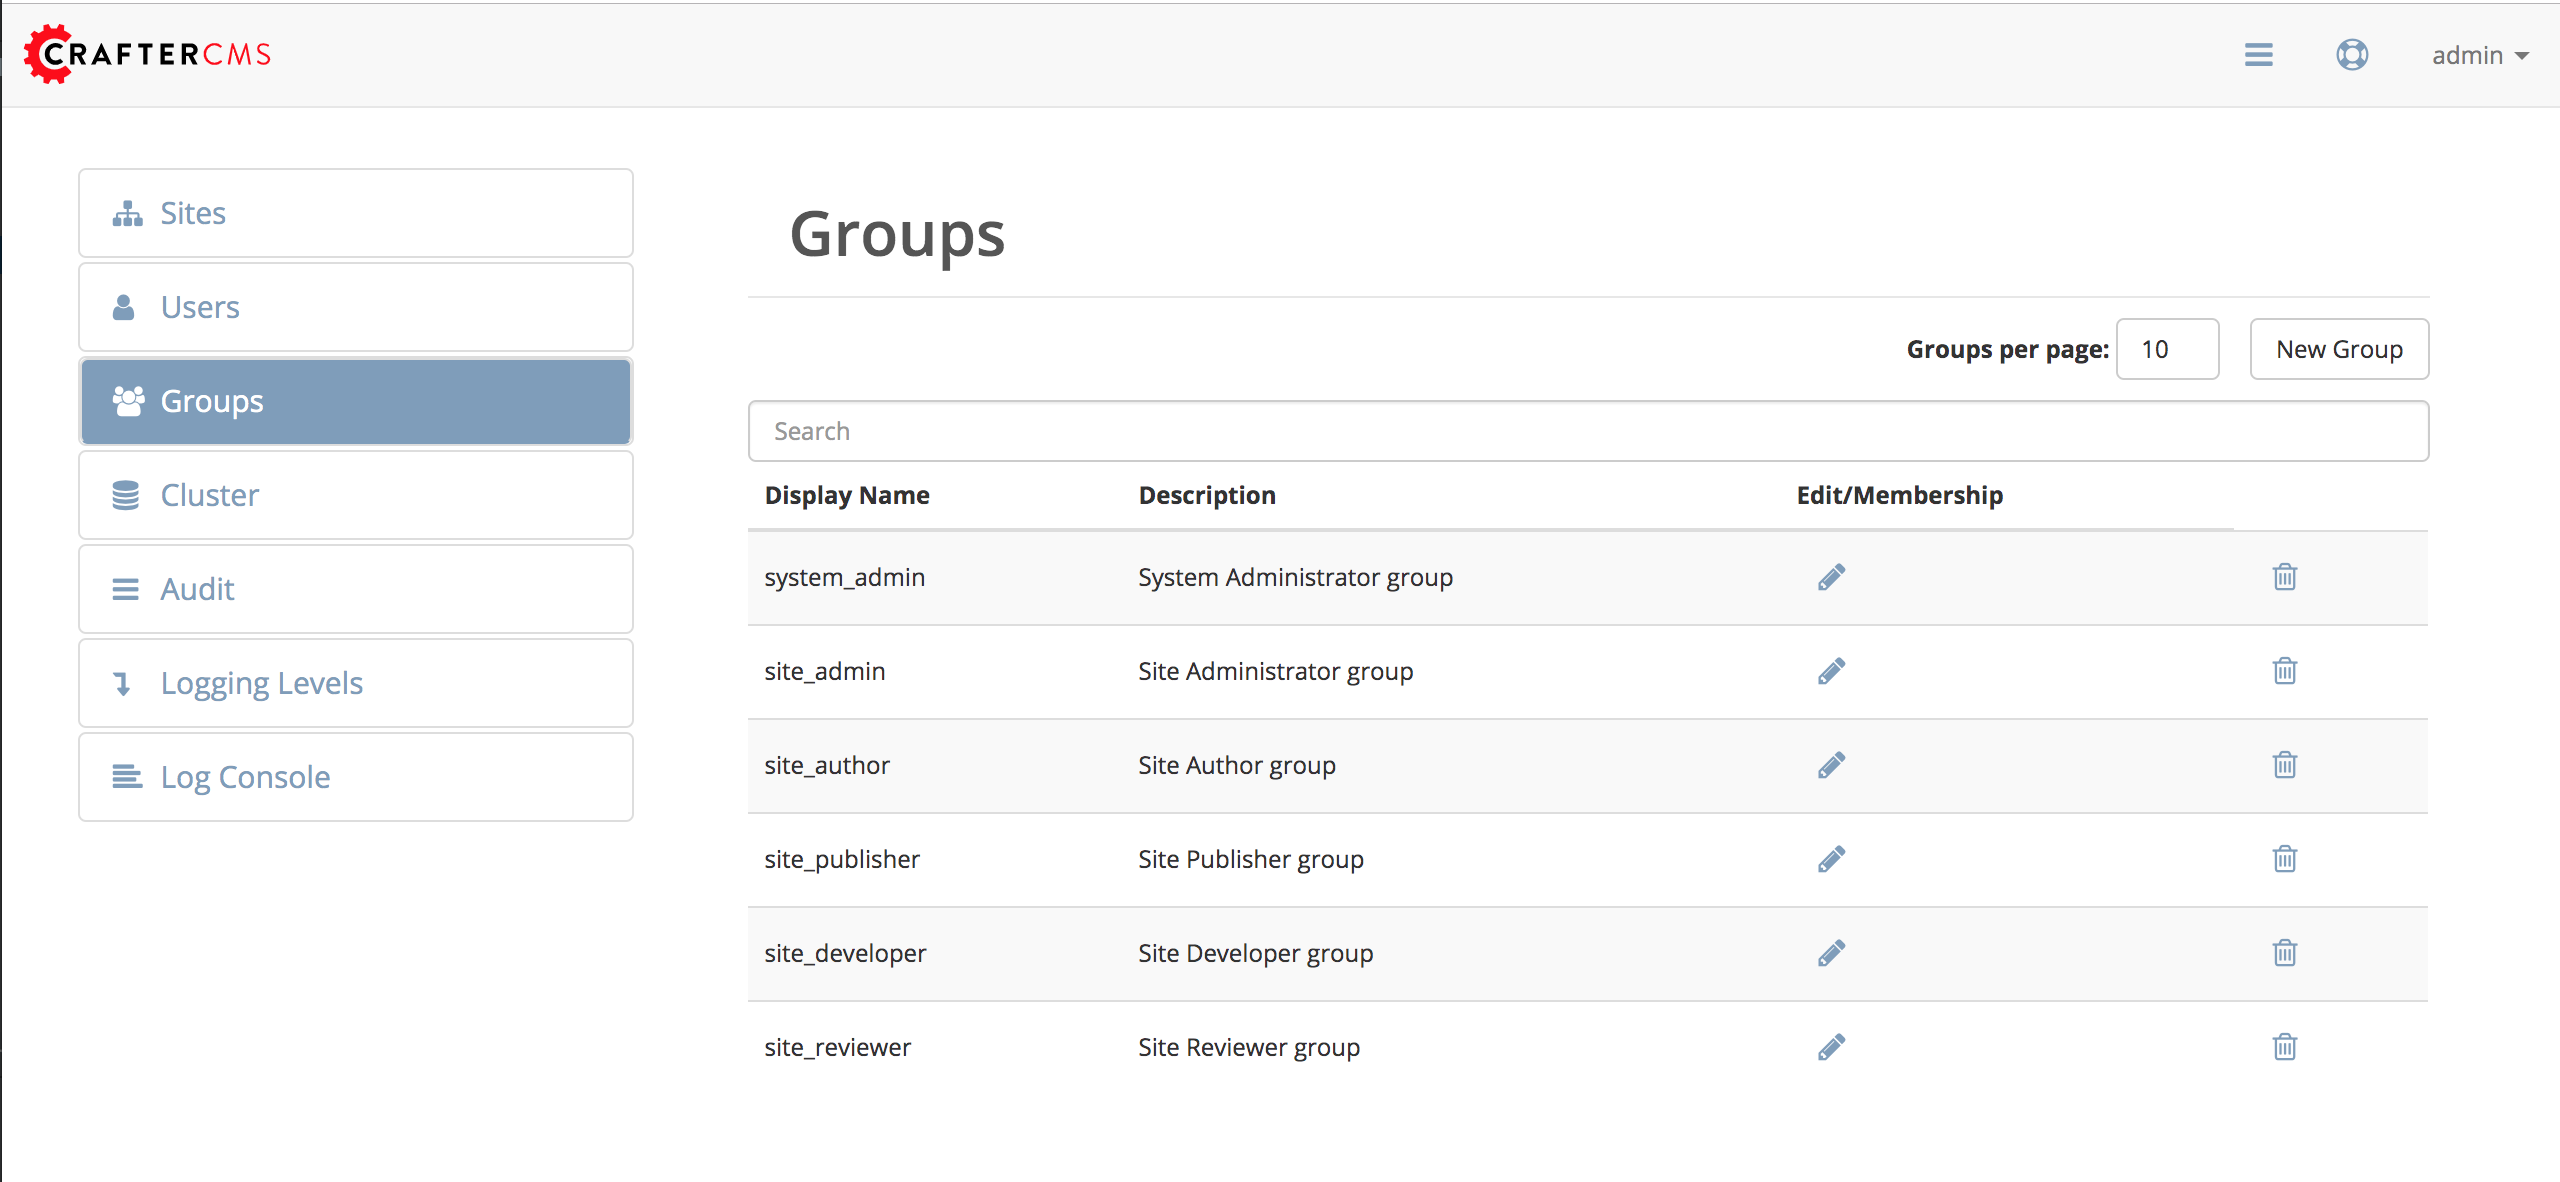 CRAFTERCMS
admin
Sites
Users
Groups
Cluster
Audit
Logging Levels
Log Console
Groups
Groups per page: 10 New Group
Search
Display Name Description Edit/Membership
system_admin System Administrator group
site_admin Site Administrator group
site_author Site Author group
site_publisher Site Publisher group
site_developer Site Developer group
site_reviewer Site Reviewer group